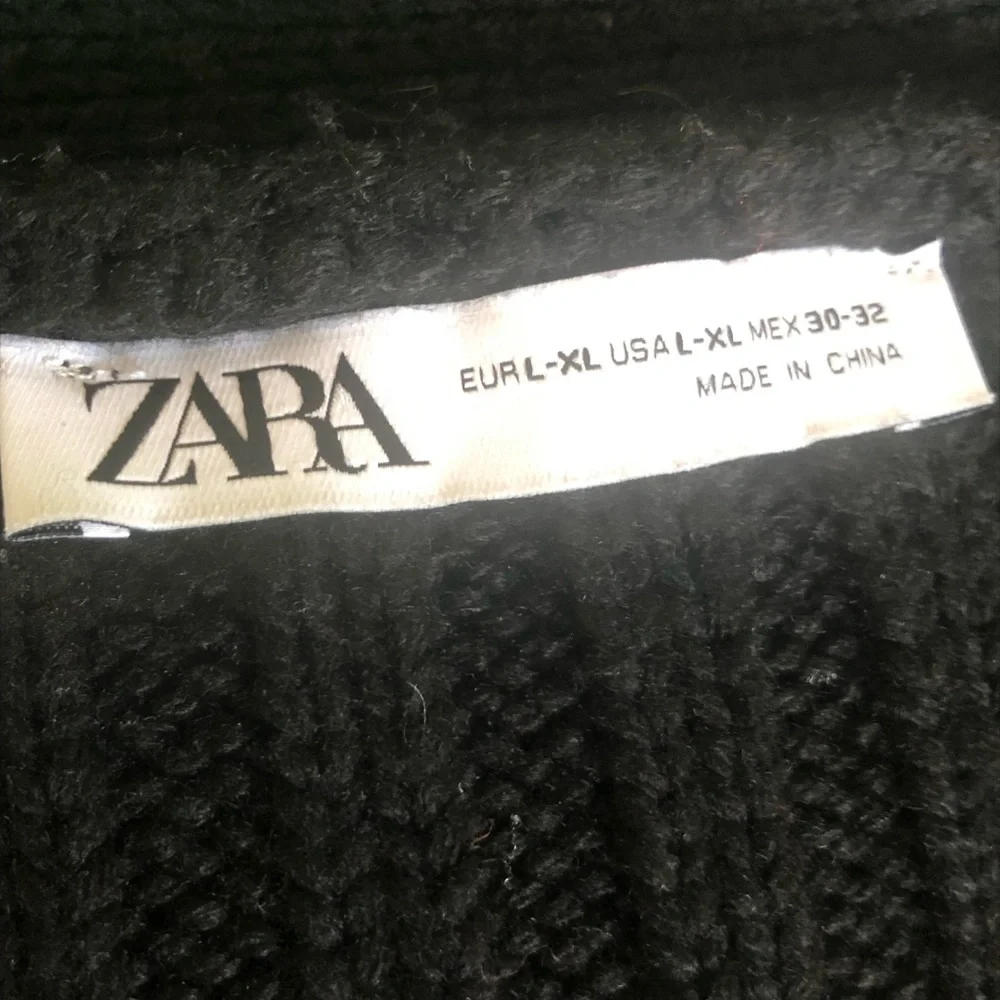 ZARA
EUR L-XL USA L-XL MEX 30-32
MADE IN CHINA